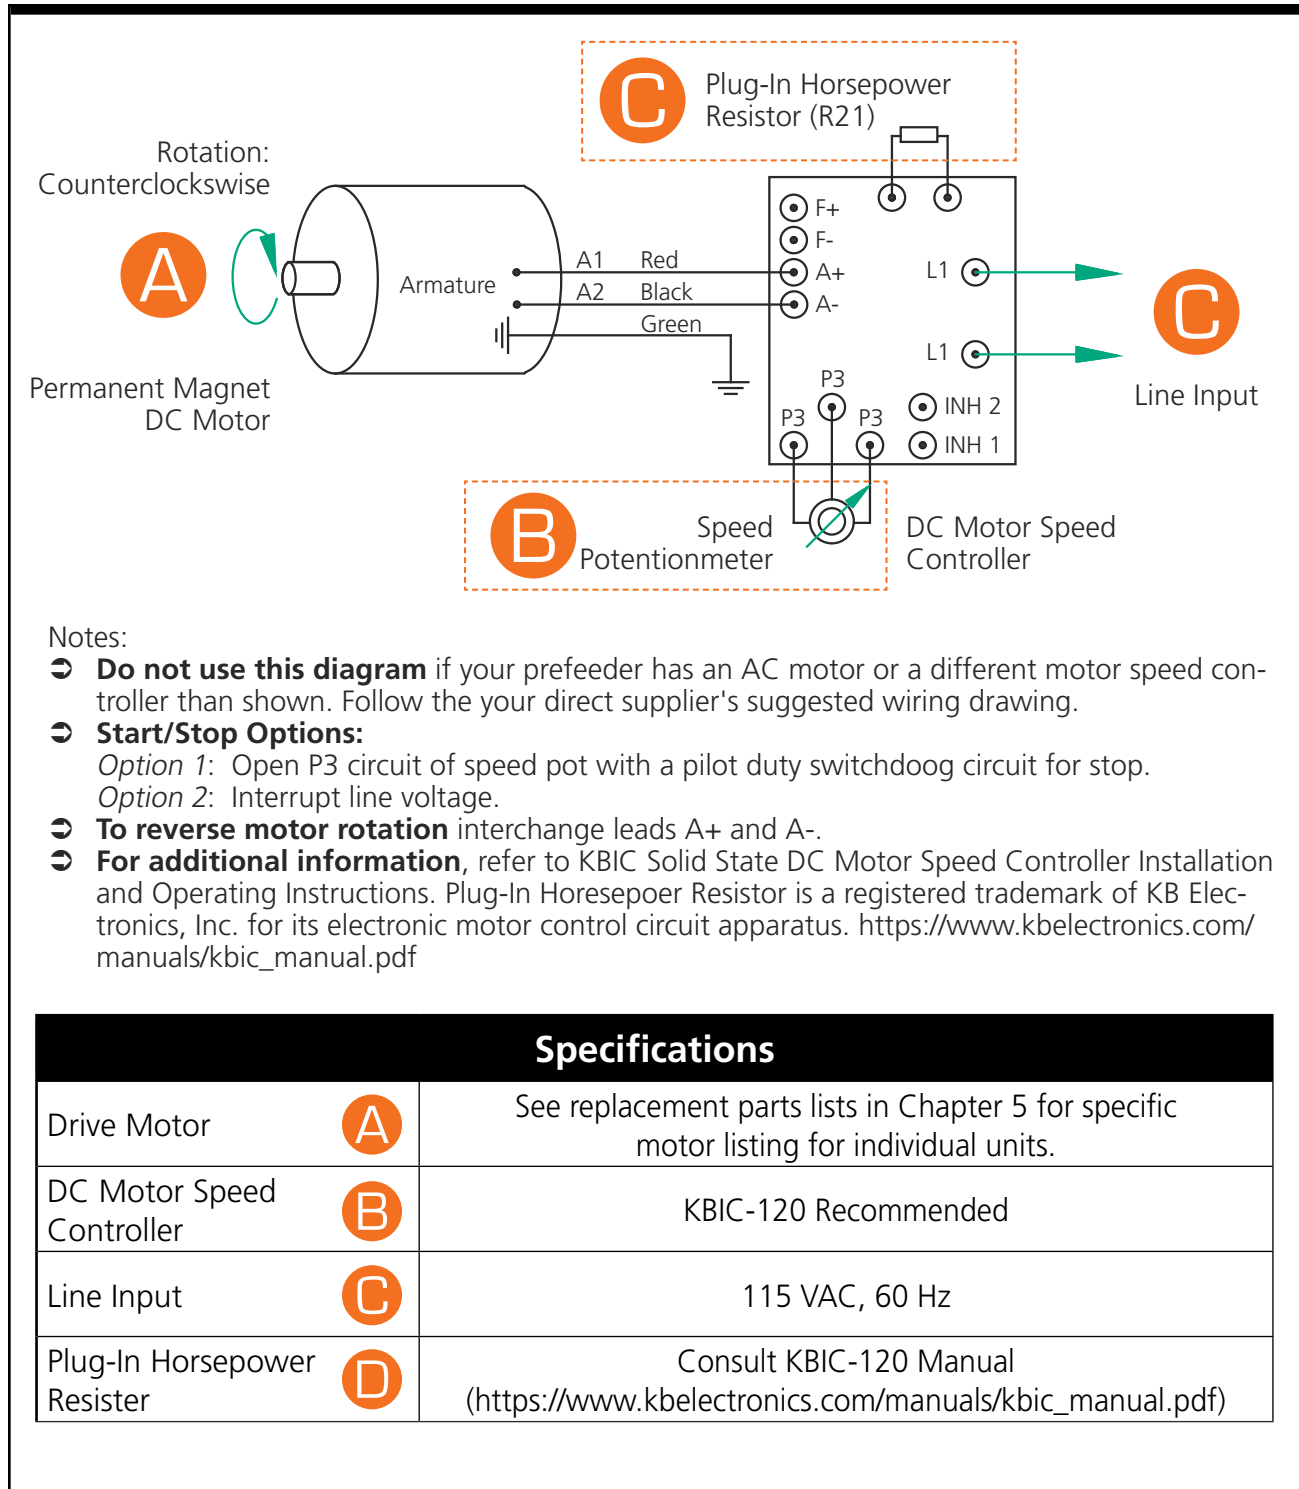 C
Plug-In Horsepower
Resistor (R21)
Rotation:
Counterclockswise
A
Permanent Magnet
DC Motor
Armature
A1 Red
A2 Black
Green
F+
F-
A+
A-
L1
L1
C
Line Input
P3
P3
P3
INH 2
INH 1
B
Speed
Potentionmeter
DC Motor Speed
Controller
Notes:
➲ Do not use this diagram if your prefeeder has an AC motor or a different motor speed con-
troller than shown. Follow the your direct supplier's suggested wiring drawing.
➲ Start/Stop Options:
Option 1: Open P3 circuit of speed pot with a pilot duty switchdoog circuit for stop.
Option 2: Interrupt line voltage.
➲ To reverse motor rotation interchange leads A+ and A-.
➲ For additional information, refer to KBIC Solid State DC Motor Speed Controller Installation
and Operating Instructions. Plug-In Horesepoer Resistor is a registered trademark of KB Elec-
tronics, Inc. for its electronic motor control circuit apparatus. https://www.kbelectronics.com/
manuals/kbic_manual.pdf
Specifications
Drive Motor A
See replacement parts lists in Chapter 5 for specific
motor listing for individual units.
DC Motor Speed
Controller
B
KBIC-120 Recommended
Line Input C
115 VAC, 60 Hz
Plug-In Horsepower
Resister
D
Consult KBIC-120 Manual
(https://www.kbelectronics.com/manuals/kbic_manual.pdf)